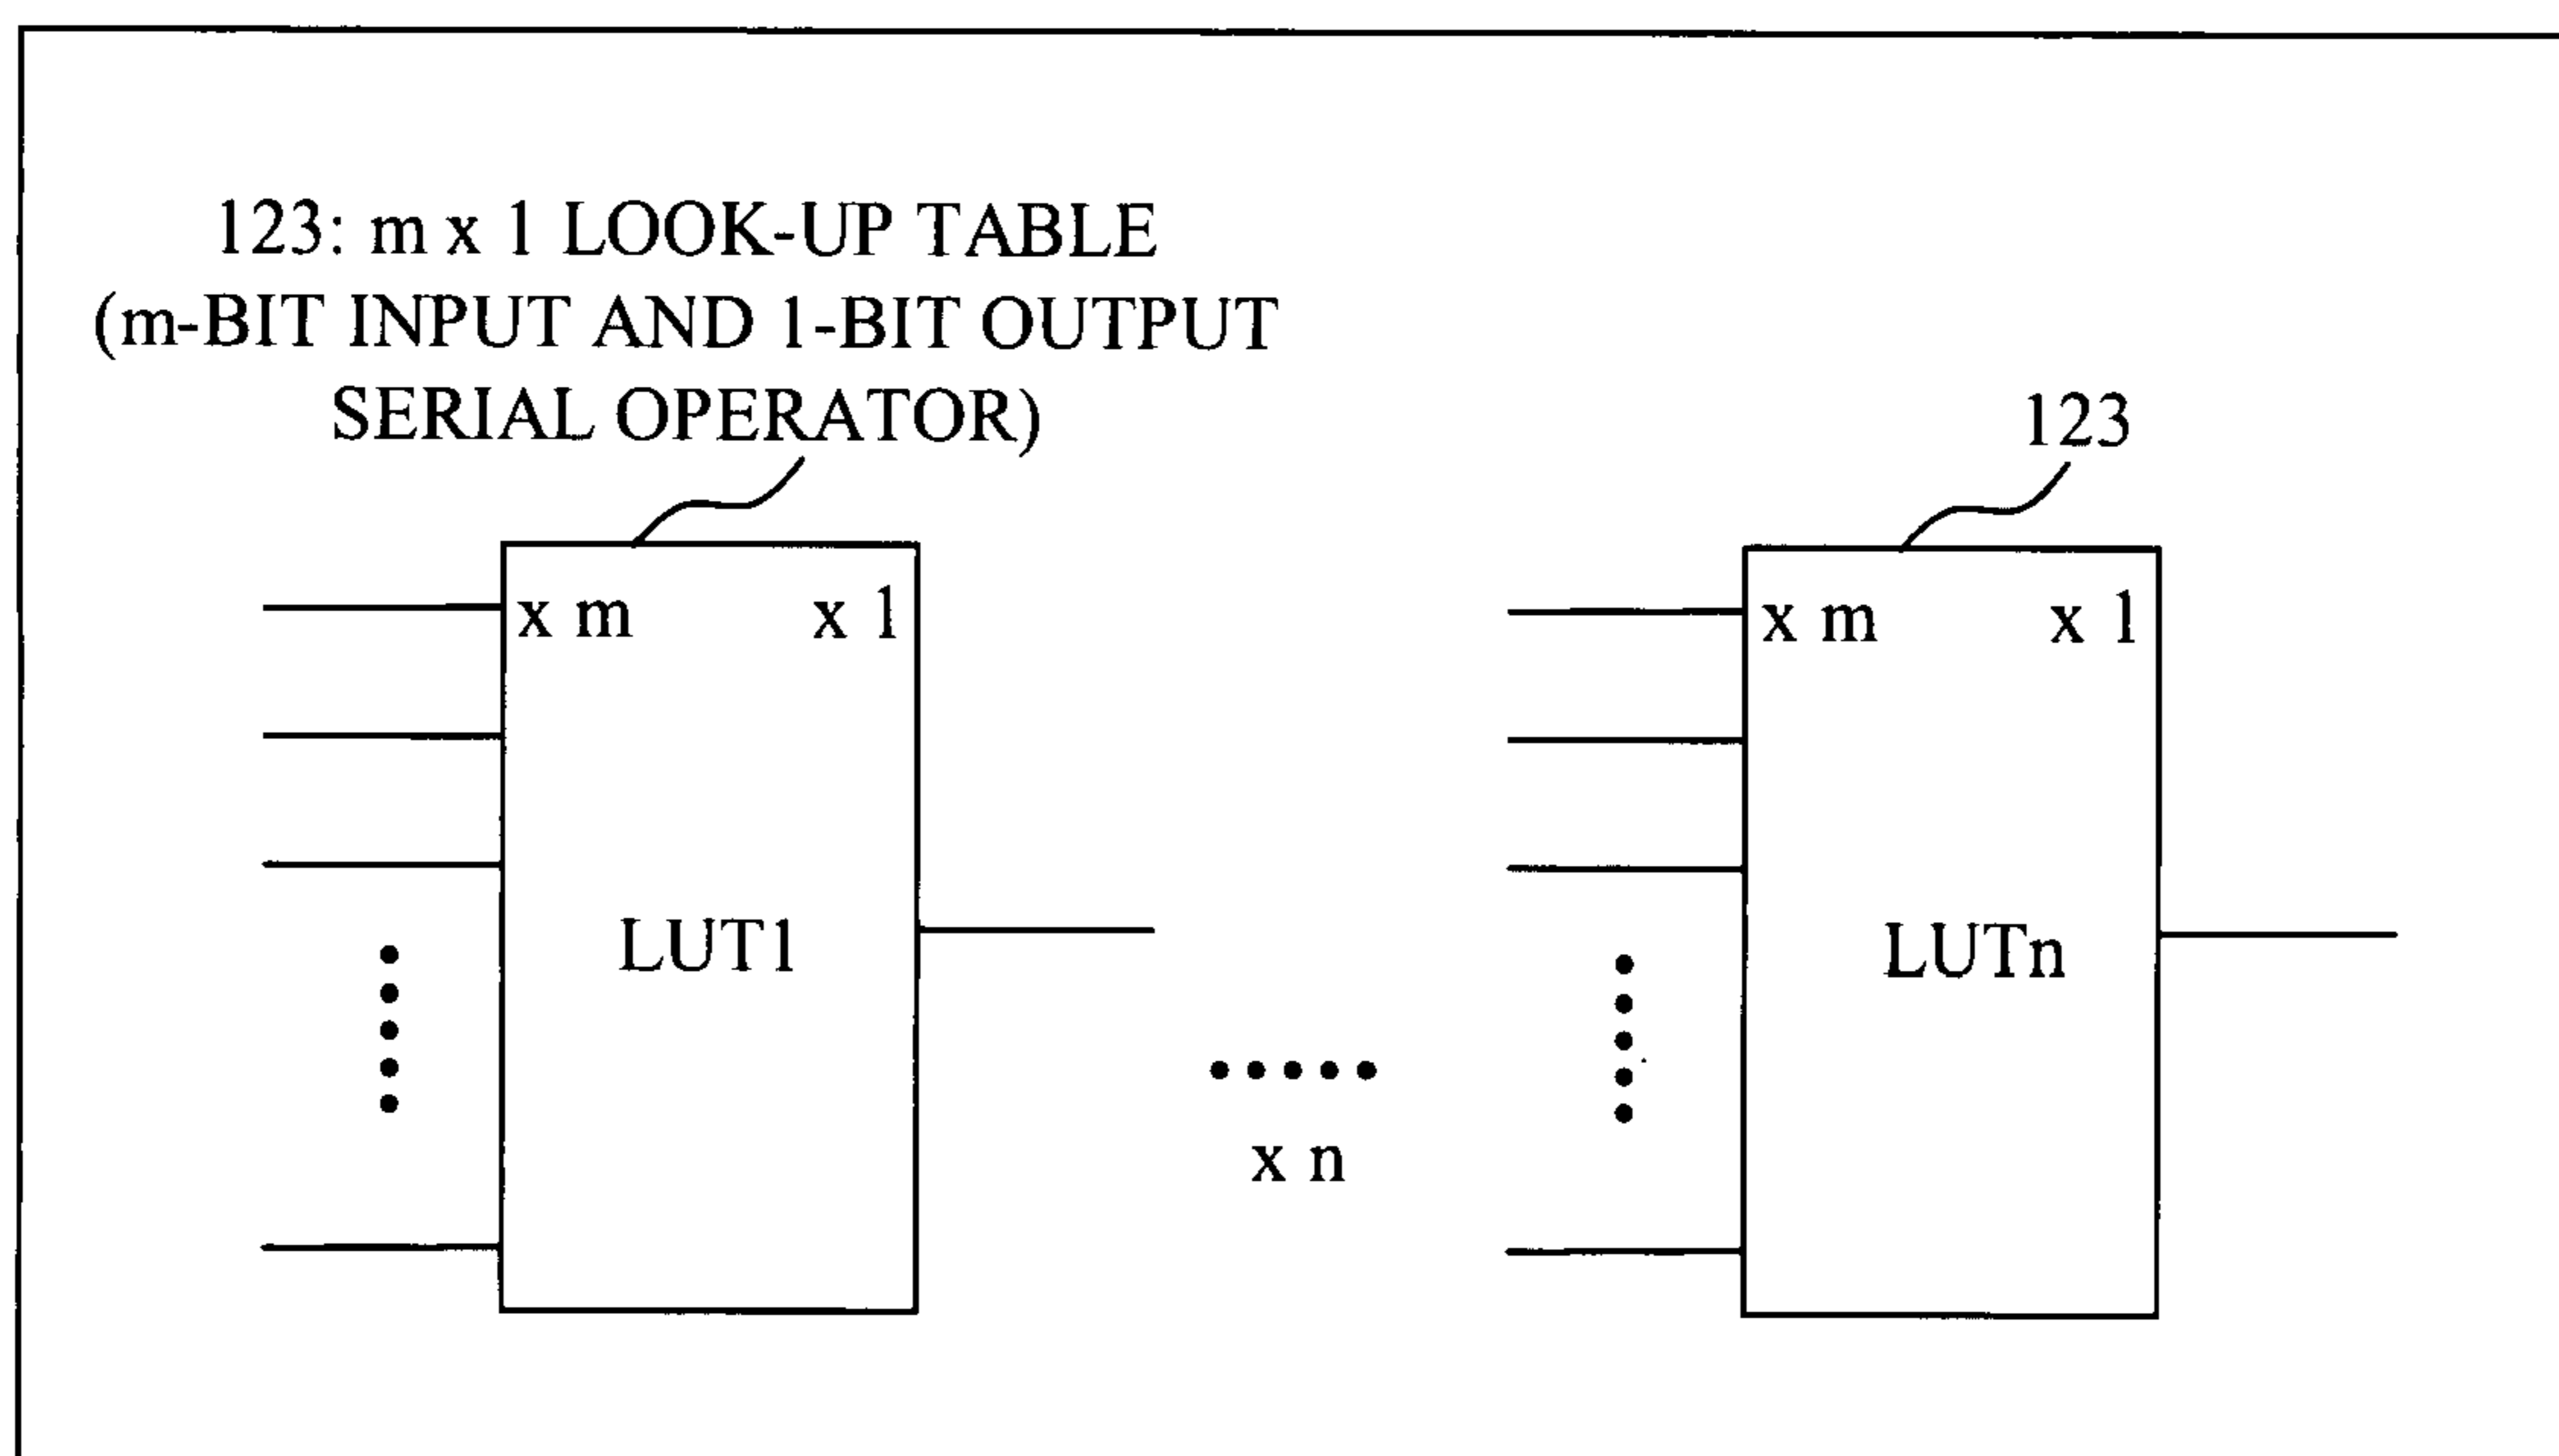 123: m x 1 LOOK-UP TABLE
(m-BIT INPUT AND 1-BIT OUTPUT
SERIAL OPERATOR)
123
x m x 1
LUT1
x m x 1
LUTn
x n